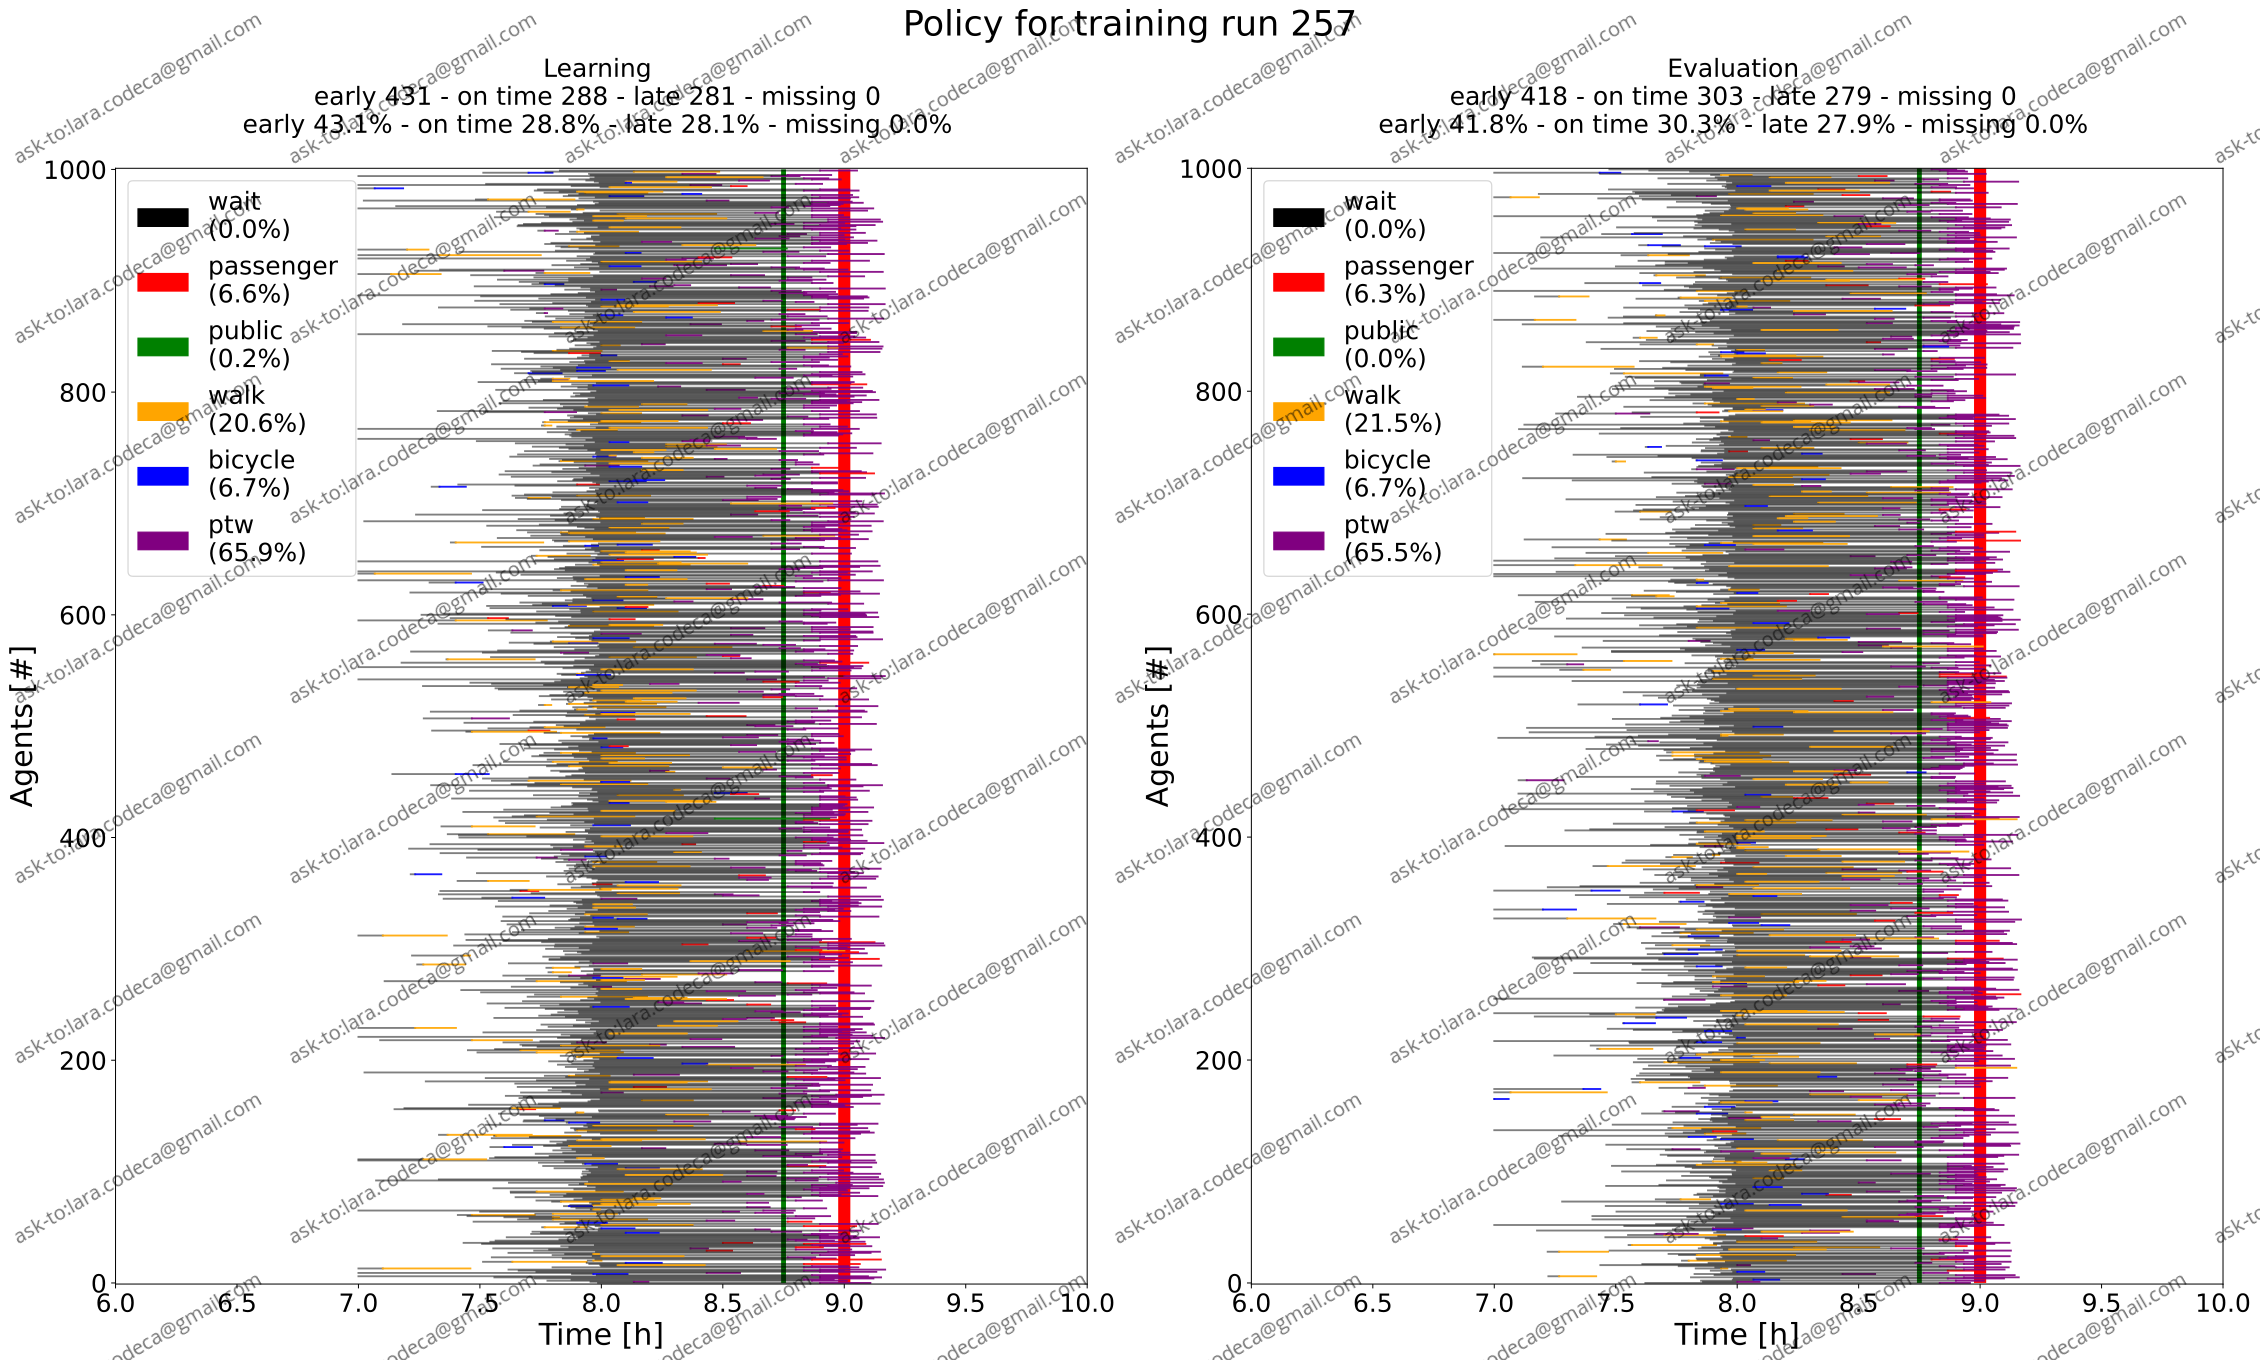 Policy for training run 257
Learning
early 431 - on time 288 - late 281 - missing 0
early 43.1% - on time 28.8% - late 28.1% - missing 0.0%
1000
800
600
400
200
0
Agents [#]
wait
(0.0%)
passenger
(6.6%)
public
(0.2%)
walk
(20.6%)
bicycle
(6.7%)
ptw
(65.9%)
6.0 6.5 7.0 7.5 8.0 8.5 9.0 9.5 10.0
Time [h]
Evaluation
early 418 - on time 303 - late 279 - missing 0
early 41.8% - on time 30.3% - late 27.9% - missing 0.0%
1000
800
600
400
200
0
Agents [#]
wait
(0.0%)
passenger
(6.3%)
public
(0.0%)
walk
(21.5%)
bicycle
(6.7%)
ptw
(65.5%)
6.0 6.5 7.0 7.5 8.0 8.5 9.0 9.5 10.0
Time [h]
ask-to:lara.codeca@gmail.com